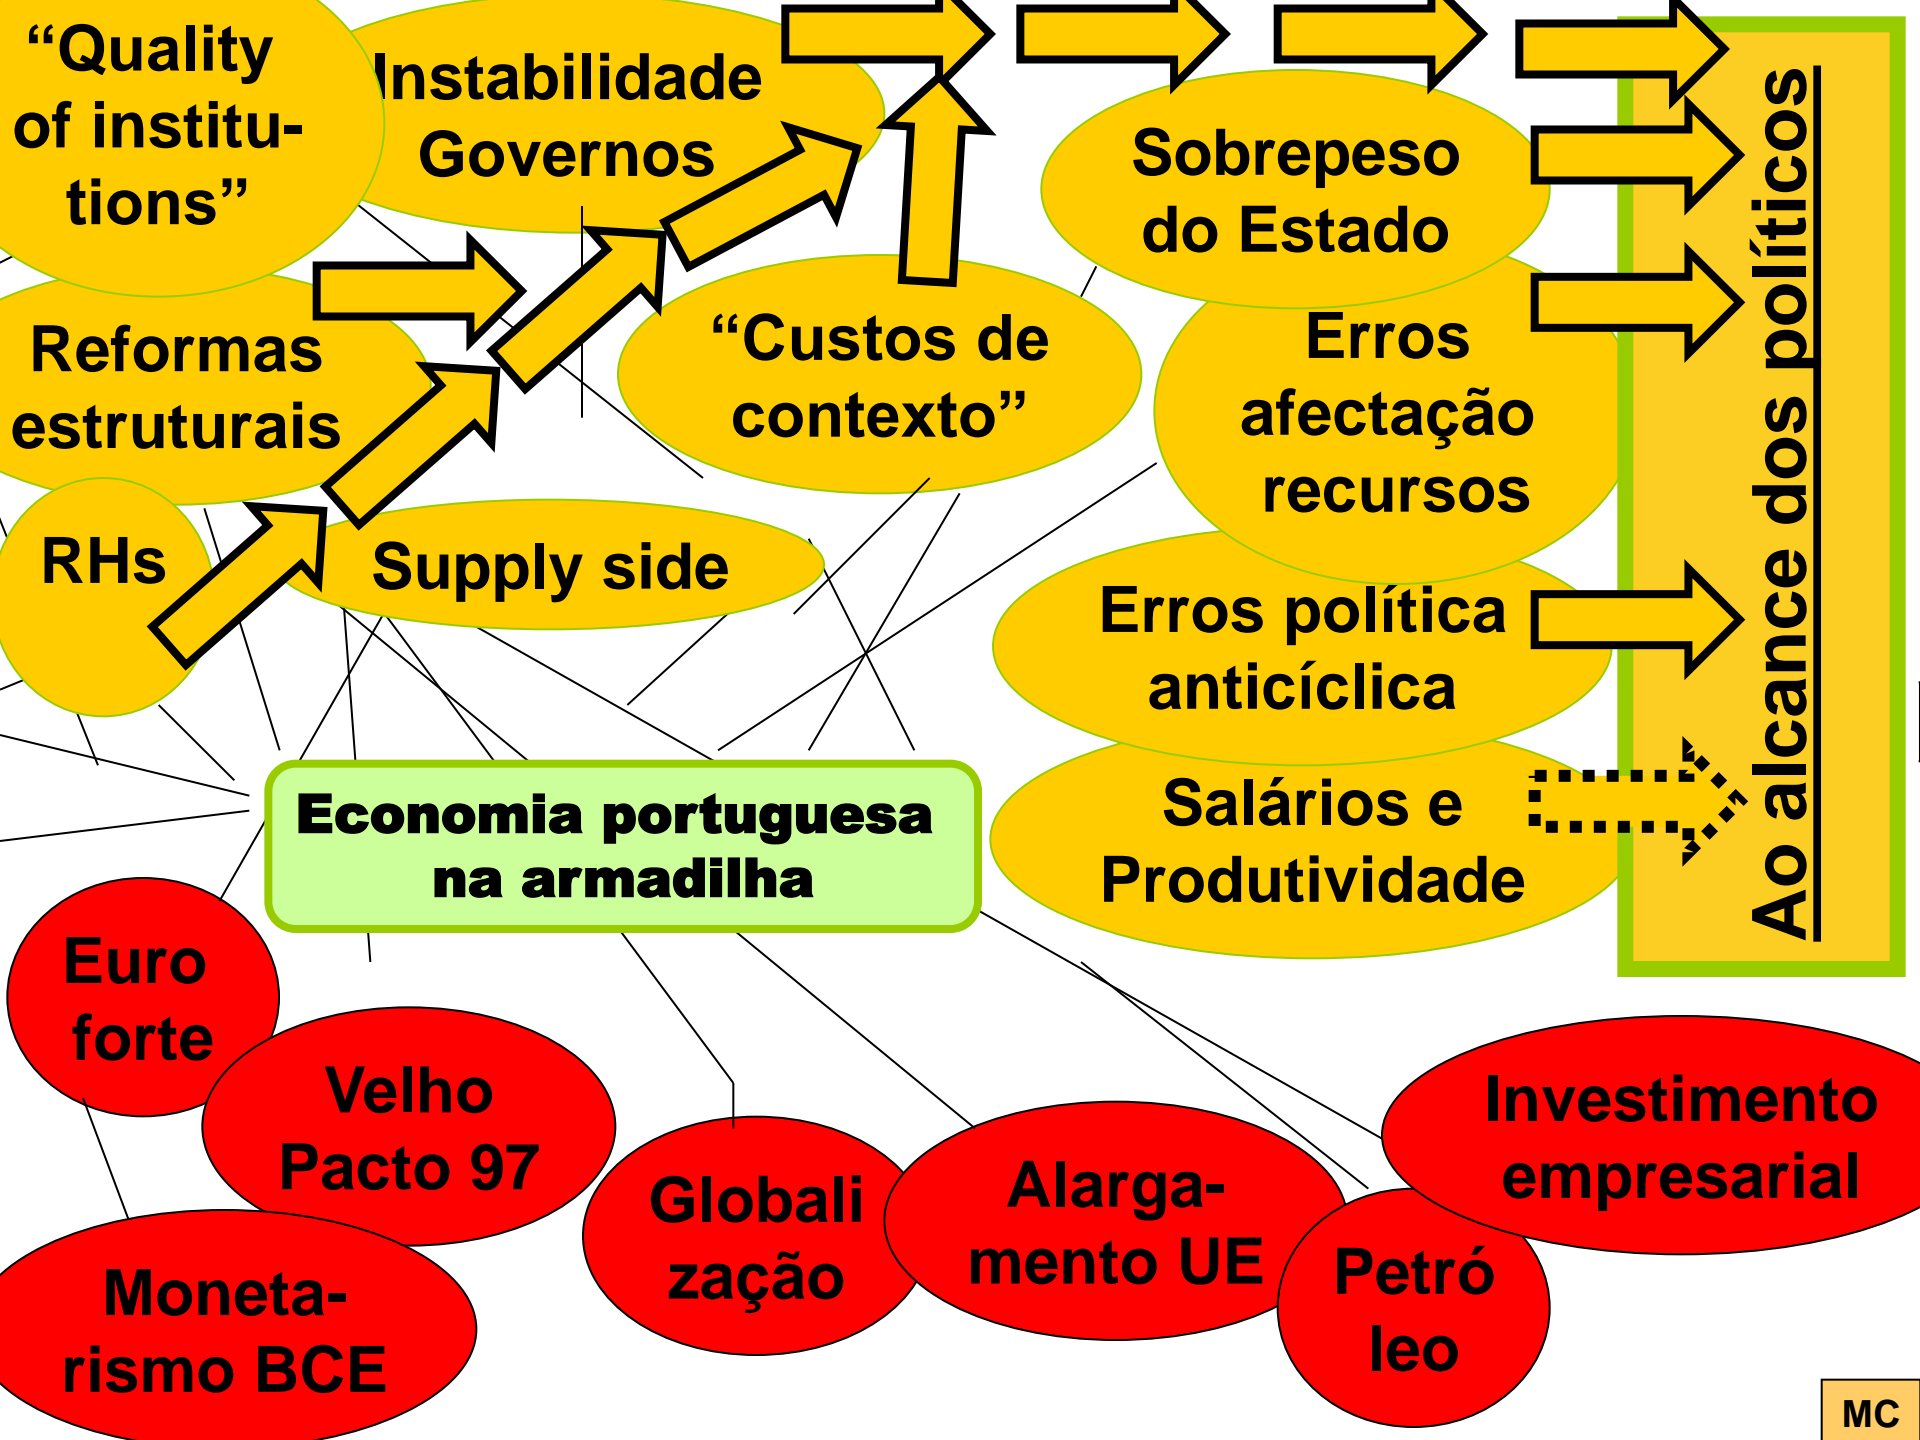 “Quality
of institu-
tions”
Instabilidade
Governos
Sobrepeso
do Estado
Reformas
estruturais
“Custos de
contexto”
Erros
afectação
recursos
RHs
Supply side
Erros política
anticíclica
Salários e
Produtividade
Ao alcance dos políticos
Economia portuguesa
na armadilha
Euro
forte
Velho
Pacto 97
Moneta-
rismo BCE
Globali
zação
Alarga-
mento UE
Petró
leo
Investimento
empresarial
MC